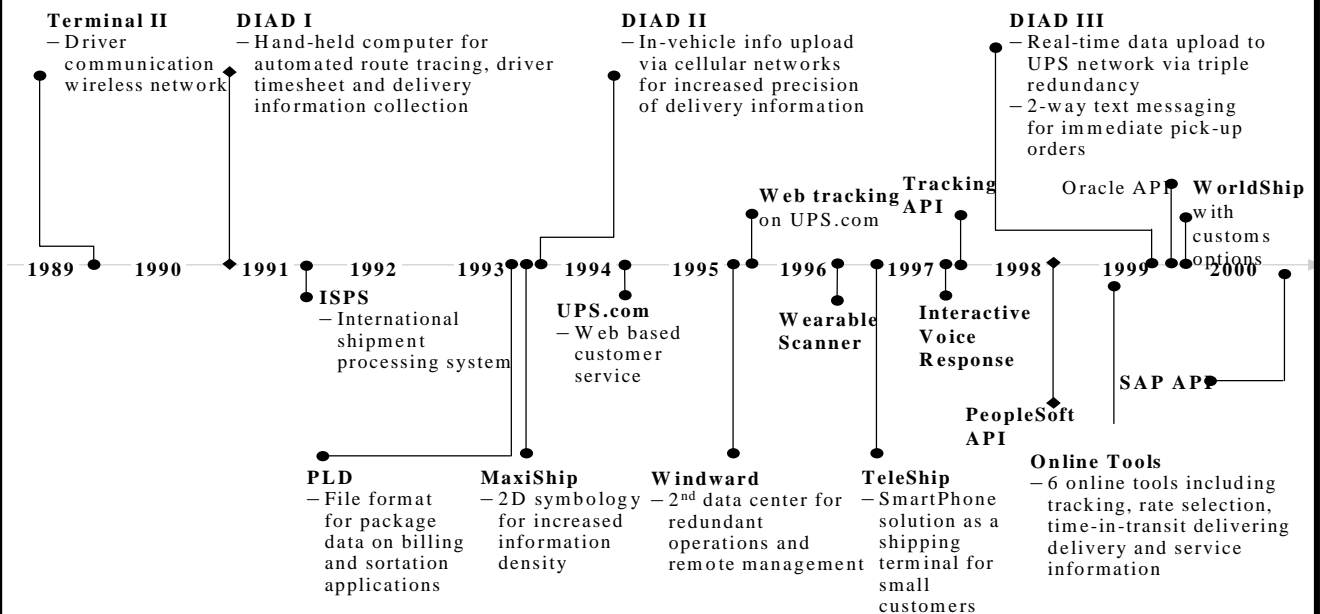 Terminal II
– Driver
communication
wireless network
DIAD I
– Hand-held computer for
automated route tracing, driver
timesheet and delivery
information collection
DIAD II
– In-vehicle info upload
via cellular networks
for increased precision
of delivery information
DIAD III
– Real-time data upload to
UPS network via triple
redundancy
– 2-way text messaging
for immediate pick-up
orders
Web tracking
on UPS.com
Tracking
API
Oracle API
WorldShip
with
customs
options
1989 1990 1991 1992 1993 1994 1995 1996 1997 1998 1999 2000
ISPS
– International
shipment
processing system
UPS.com
– Web based
customer
service
Wearable
Scanner
Interactive
Voice
Response
SAP API
PeopleSoft
API
PLD
– File format
for package
data on billing
and sortation
applications
MaxiShip
– 2D symbology
for increased
information
density
Windward
– 2nd data center for
redundant
operations and
remote management
TeleShip
– SmartPhone
solution as a
shipping
terminal for
small
customers
Online Tools
– 6 online tools including
tracking, rate selection,
time-in-transit delivering
delivery and service
information